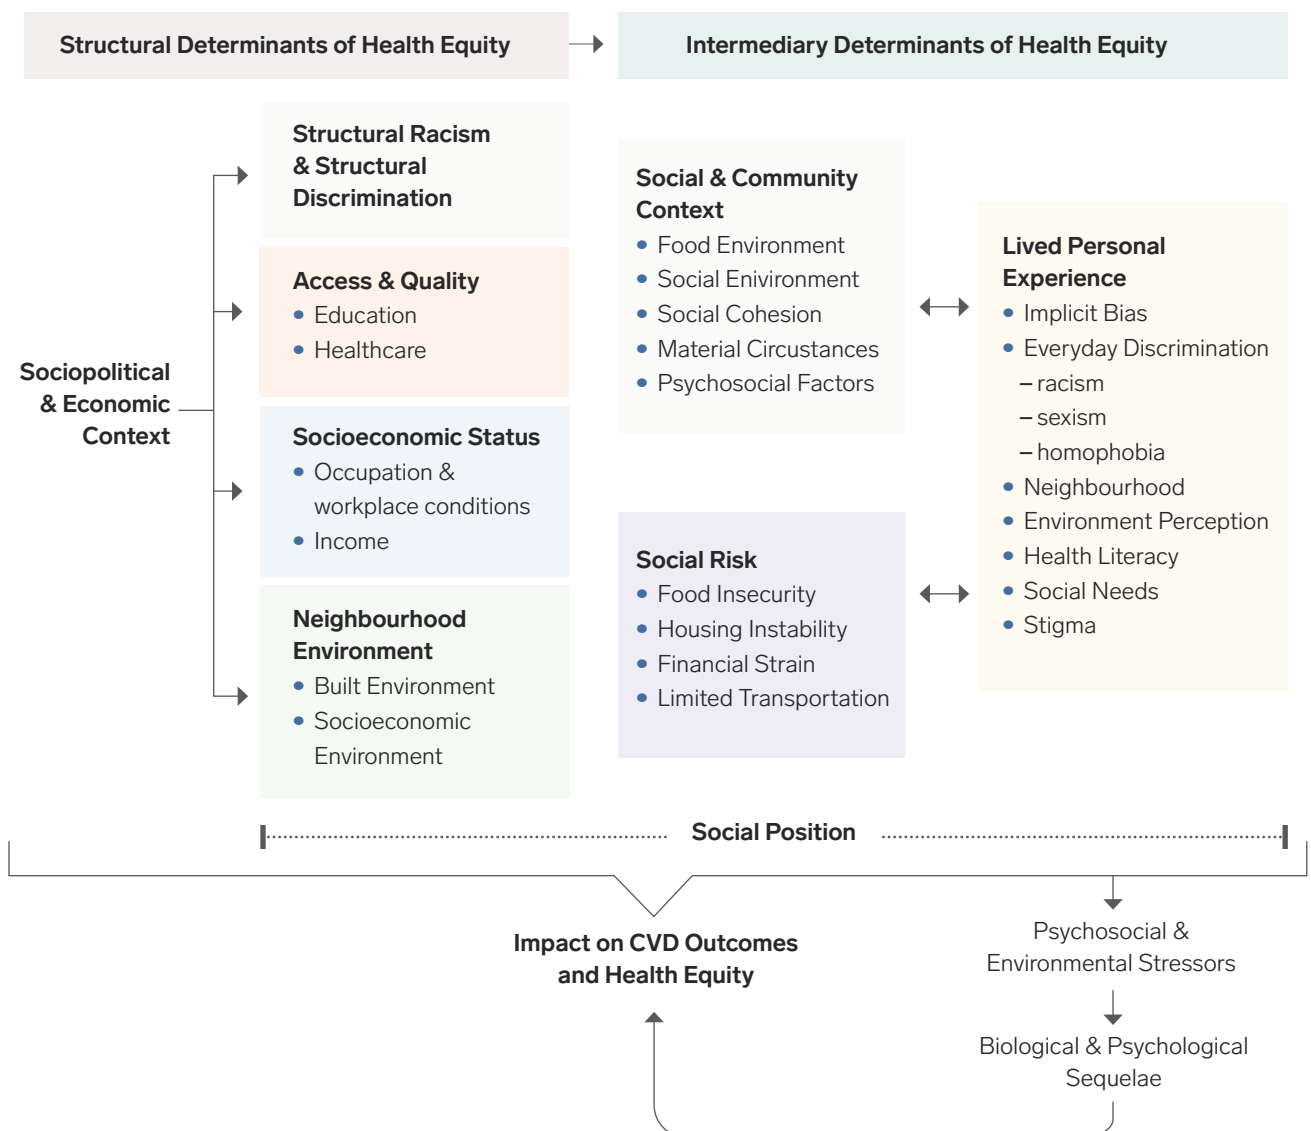 Structural Determinants of Health Equity
Intermediary Determinants of Health Equity
Sociopolitical
& Economic
Context
Structural Racism
& Structural
Discrimination
Access & Quality
• Education
• Healthcare
Socioeconomic Status
• Occupation &
workplace conditions
• Income
Neighbourhood
Environment
• Built Environment
• Socioeconomic
Environment
Social & Community
Context
• Food Environment
• Social Enivironment
• Social Cohesion
• Material Circustances
• Psychosocial Factors
Social Risk
• Food Insecurity
• Housing Instability
• Financial Strain
• Limited Transportation
Lived Personal
Experience
• Implicit Bias
• Everyday Discrimination
– racism
– sexism
– homophobia
• Neighbourhood
• Environment Perception
• Health Literacy
• Social Needs
• Stigma
Social Position
Impact on CVD Outcomes
and Health Equity
Psychosocial &
Environmental Stressors
Biological & Psychological
Sequelae